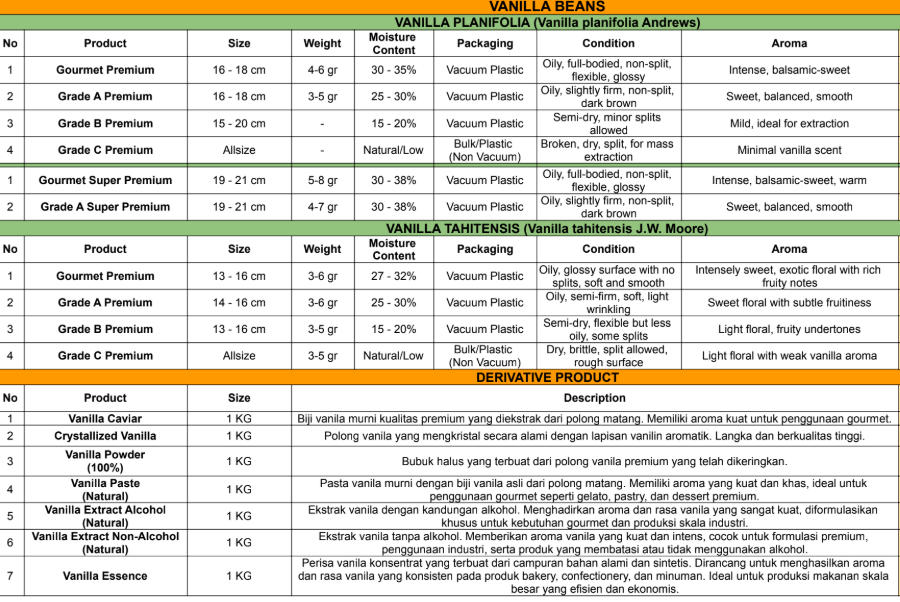 VANILLA BEANS
VANILLA PLANIFOLIA (Vanilla planifolia Andrews)
No Product Size Weight Moisture Content Packaging Condition Aroma
1 Gourmet Premium 16 - 18 cm 4-6 gr 30 - 35% Vacuum Plastic Oily, full-bodied, non-split, flexible, glossy Intense, balsamic-sweet
2 Grade A Premium 16 - 18 cm 3-5 gr 25 - 30% Vacuum Plastic Oily, slightly firm, non-split, dark brown Sweet, balanced, smooth
3 Grade B Premium 15 - 20 cm - 15 - 20% Vacuum Plastic Semi-dry, minor splits allowed Mild, ideal for extraction
4 Grade C Premium Allsize - Natural/Low Bulk/Plastic (Non Vacuum) Broken, dry, split, for mass extraction Minimal vanilla scent
1 Gourmet Super Premium 19 - 21 cm 5-8 gr 30 - 38% Vacuum Plastic Oily, full-bodied, non-split, flexible, glossy Intense, balsamic-sweet, warm
2 Grade A Super Premium 19 - 21 cm 4-7 gr 30 - 38% Vacuum Plastic Oily, slightly firm, non-split, dark brown Sweet, balanced, smooth
VANILLA TAHITENSIS (Vanilla tahitensis J.W. Moore)
No Product Size Weight Moisture Content Packaging Condition Aroma
1 Gourmet Premium 13 - 16 cm 3-6 gr 27 - 32% Vacuum Plastic Oily, glossy surface with no splits, soft and smooth Intensely sweet, exotic floral with rich fruity notes
2 Grade A Premium 14 - 16 cm 3-6 gr 25 - 30% Vacuum Plastic Oily, semi-firm, soft, light wrinkling Sweet floral with subtle fruitiness
3 Grade B Premium 13 - 16 cm 3-5 gr 15 - 20% Vacuum Plastic Semi-dry, flexible but less oily, some splits Light floral, fruity undertones
4 Grade C Premium Allsize 3-5 gr Natural/Low Bulk/Plastic (Non Vacuum) Dry, brittle, split allowed, rough surface Light floral with weak vanilla aroma
DERIVATIVE PRODUCT
No Product Size Description
1 Vanilla Caviar 1 KG Biji vanila murni kualitas premium yang diekstrak dari polong matang. Memiliki aroma kuat untuk penggunaan gourmet.
2 Crystallized Vanilla 1 KG Polong vanila yang mengkristal secara alami dengan lapisan vanilin aromatik. Langka dan berkualitas tinggi.
3 Vanilla Powder (100%) 1 KG Bubuk halus yang terbuat dari polong vanila premium yang telah dikeringkan.
4 Vanilla Paste (Natural) 1 KG Pasta vanila murni dengan biji vanila asli dari polong matang. Memiliki aroma yang kuat dan khas, ideal untuk
penggunaan gourmet seperti gelato, pastry, dan dessert premium.
5 Vanilla Extract Alcohol (Natural) 1 KG Ekstrak vanila dengan kandungan alkohol. Menghadirkan aroma dan rasa vanila yang sangat kuat, diformulasikan
khusus untuk kebutuhan gourmet dan produksi skala industri.
6 Vanilla Extract Non-Alcohol (Natural) 1 KG Ekstrak vanila tanpa alkohol. Memberikan aroma vanila yang kuat dan intens, cocok untuk formulasi premium,
penggunaan industri, serta produk yang membatasi atau tidak menggunakan alkohol.
7 Vanilla Essence 1 KG Perisa vanila konsentrat yang terbuat dari campuran bahan alami dan sintetis. Dirancang untuk menghasilkan aroma
dan rasa vanila yang konsisten pada produk bakery, confectionery, dan minuman. Ideal untuk produksi makanan skala
besar yang efisien dan ekonomis.